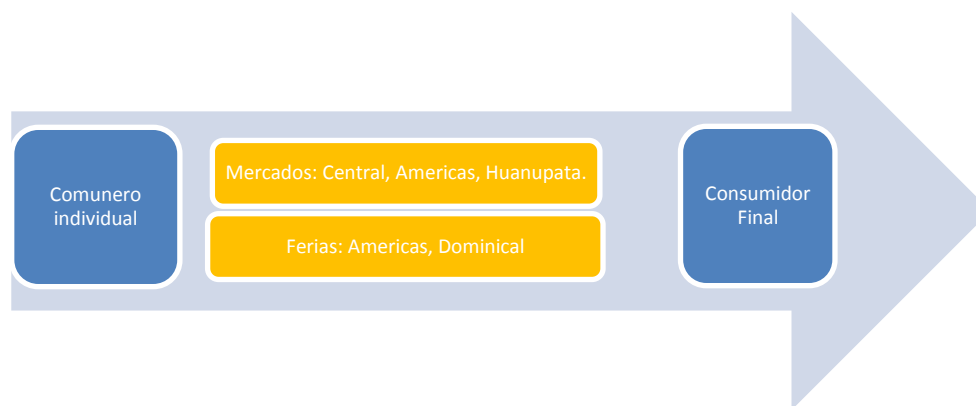 Comunero
individual
Mercados: Central, Americas, Huanupata.
Ferias: Americas, Dominical
Consumidor
Final